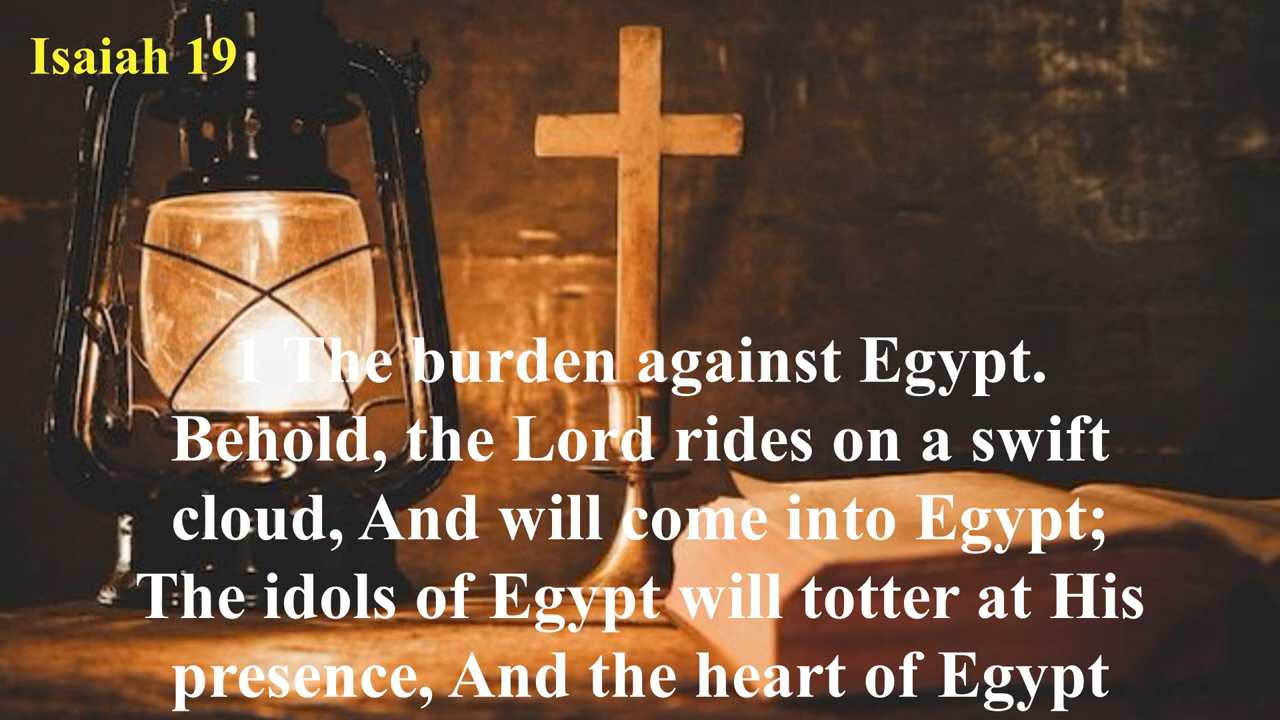 Isaiah 19
1 The burden against Egypt.
Behold, the Lord rides on a swift
cloud, And will come into Egypt;
The idols of Egypt will totter at His
presence, And the heart of Egypt